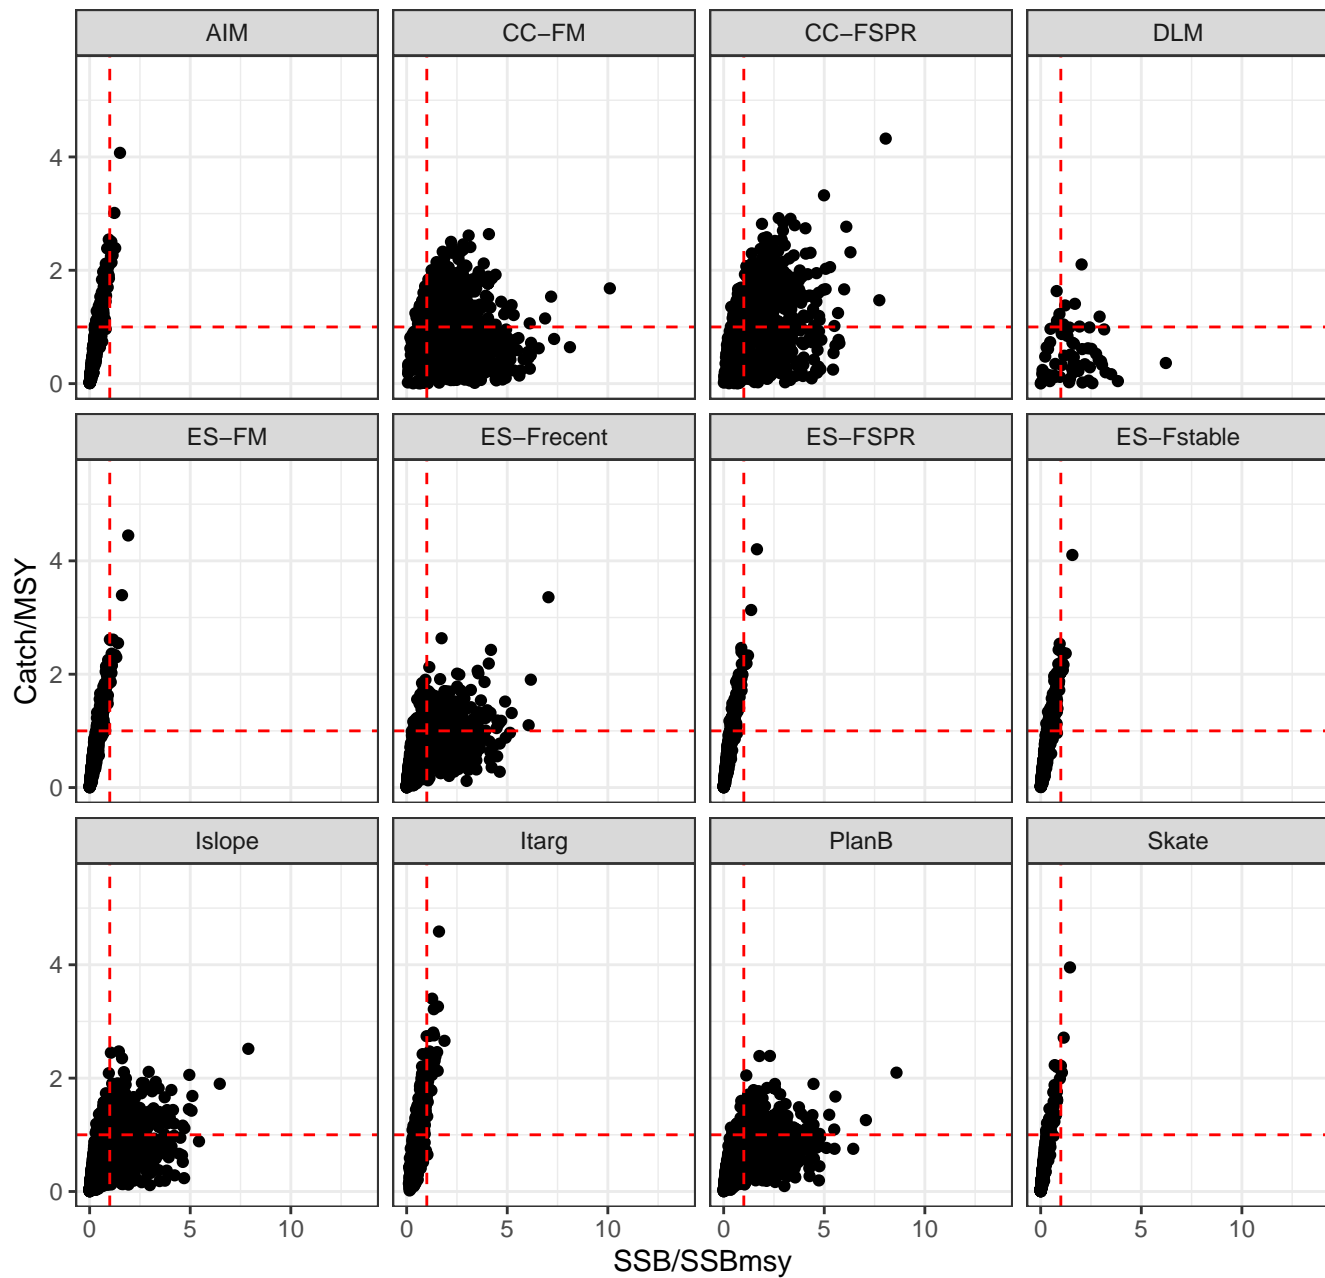 AIM CC−FM CC−FSPR DLM
4
2
0
ES−FM ES−Frecent ES−FSPR ES−Fstable
4
2
0
Catch/MSY
Islope Itarg PlanB Skate
4
2
0
0 5 10 0 5 10 0 5 10 0 5 10
SSB/SSBmsy